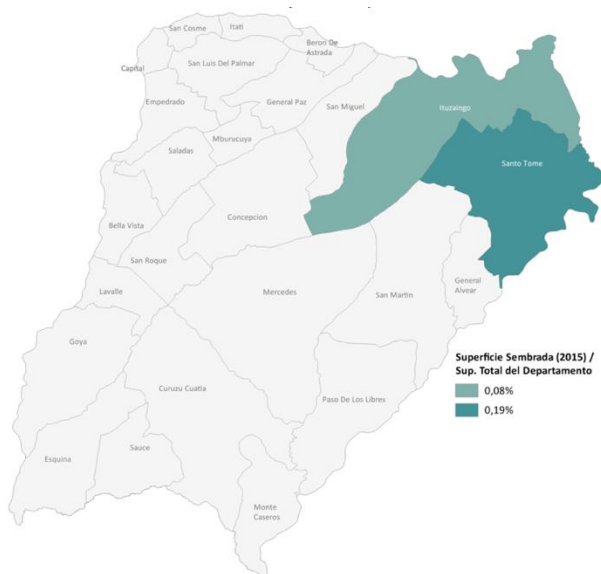 San Cosme
Itati
Beron De
Astrada
Capital
San Luis Del Palmar
Empedrado
General Paz
San Miguel
Ituzaingo
Mburucuya
Saladas
Santo Tome
Bella Vista
Concepcion
San Roque
Lavalle
Mercedes
San Martin
General
Alvear
Goya
Curuzu Cuatia
Paso De Los Libres
Esquina
Sauce
Monte
Caseros
Superficie Sembrada (2015) /
Sup. Total del Departamento
0,08%
0,19%